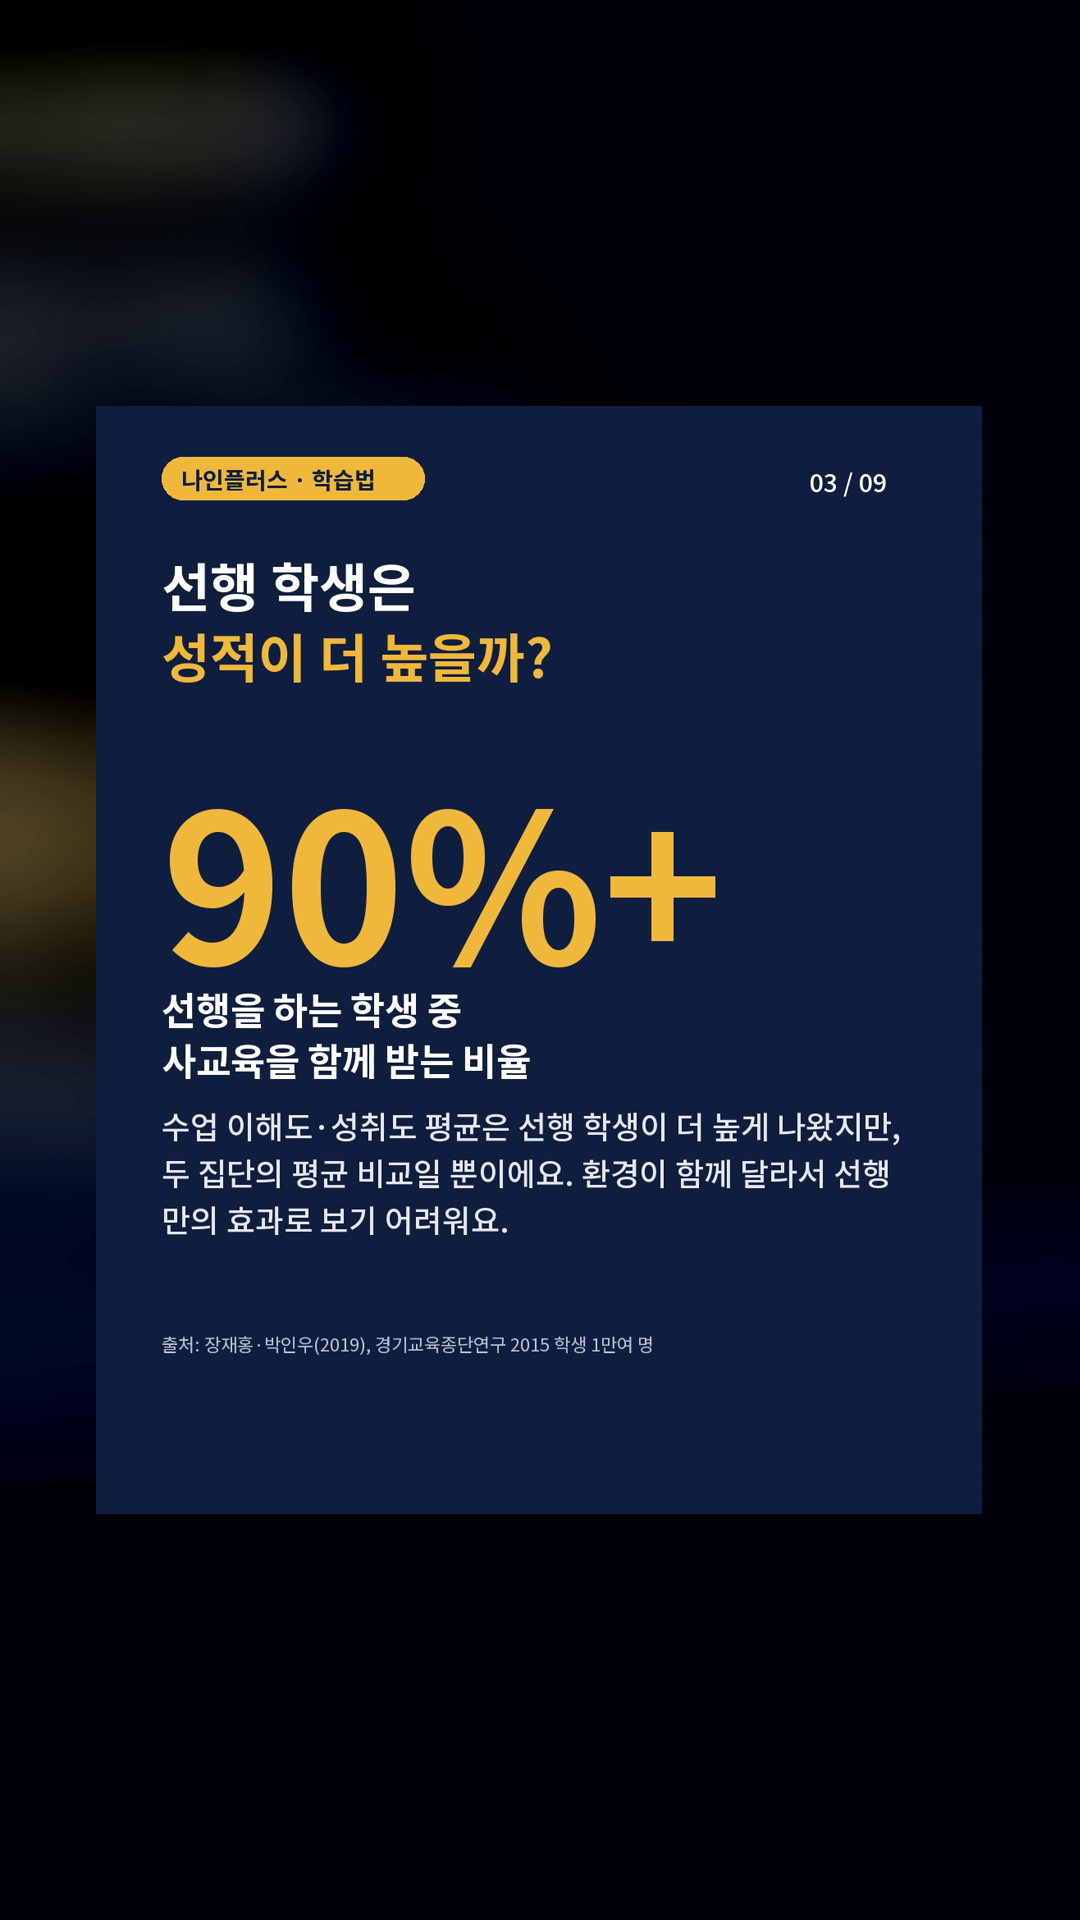 나인플러스 · 학습법
03 / 09
선행 학생은
성적이 더 높을까?
90%+
선행을 하는 학생 중
사교육을 함께 받는 비율
수업 이해도·성취도 평균은 선행 학생이 더 높게 나왔지만,
두 집단의 평균 비교일 뿐이에요. 환경이 함께 달라서 선행
만의 효과로 보기 어려워요.
출처: 장재홍·박인우(2019), 경기교육종단연구 2015 학생 1만여 명